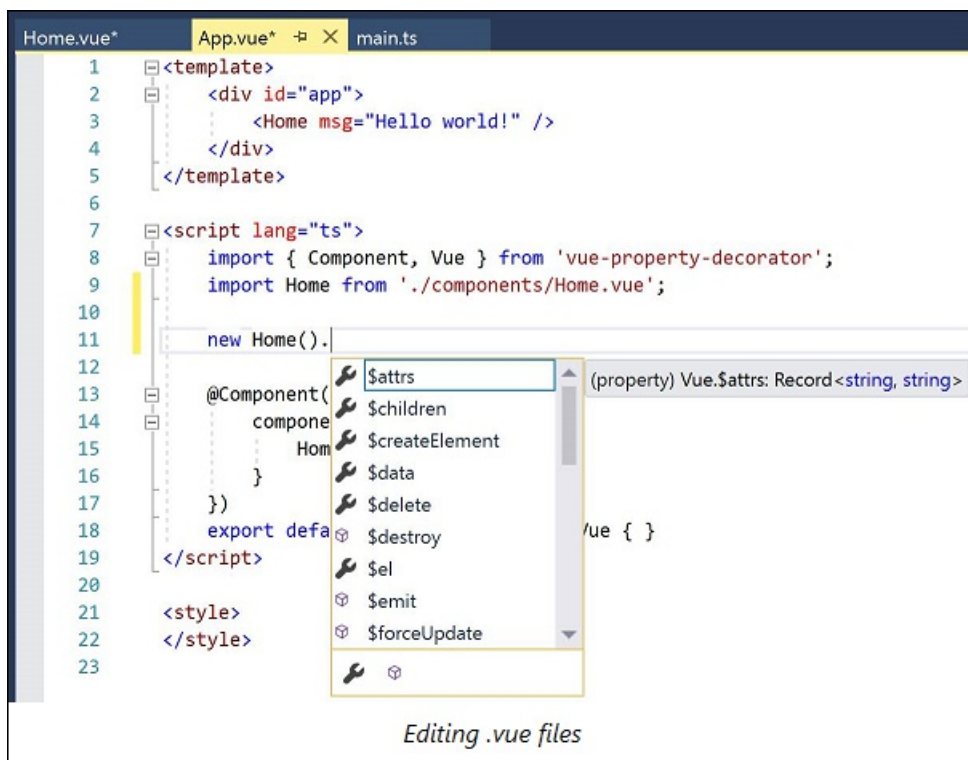 Home.vue* App.vue* main.ts
1 <template>
2 <div id="app">
3 <Home msg="Hello world!" />
4 </div>
5 </template>
6
7 <script lang="ts">
8 import { Component, Vue } from 'vue-property-decorator';
9 import Home from './components/Home.vue';
10
11 new Home().
12
13 @Component(
14 compone
15 Hom
16 }
17 })
18 export defa
Vue { }
19 </script>
20
21 <style>
22 </style>
23
$attrs
$children
$createElement
$data
$delete
$destroy
$el
$emit
$forceUpdate
(property) Vue.$attrs: Record<string, string>
Editing .vue files